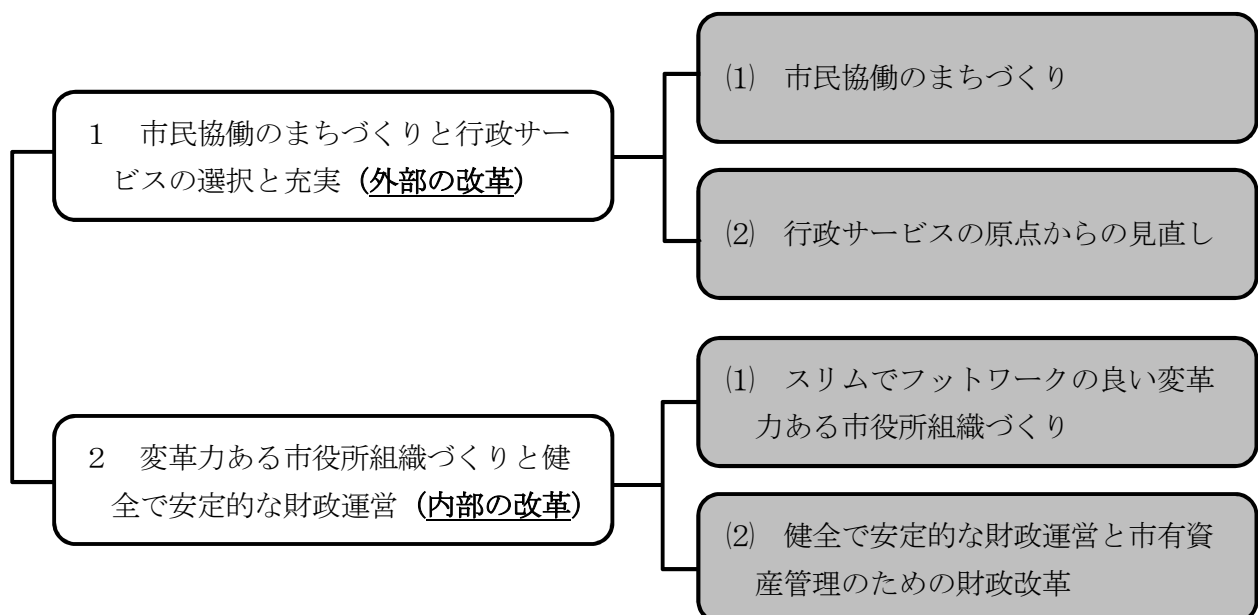 1　市民協働のまちづくりと行政サー
ビスの選択と充実（外部の改革）
⑴　市民協働のまちづくり
⑵　行政サービスの原点からの見直し
2　変革力ある市役所組織づくりと健
全で安定的な財政運営（内部の改革）
⑴　スリムでフットワークの良い変革
力ある市役所組織づくり
⑵　健全で安定的な財政運営と市有資
産管理のための財政改革